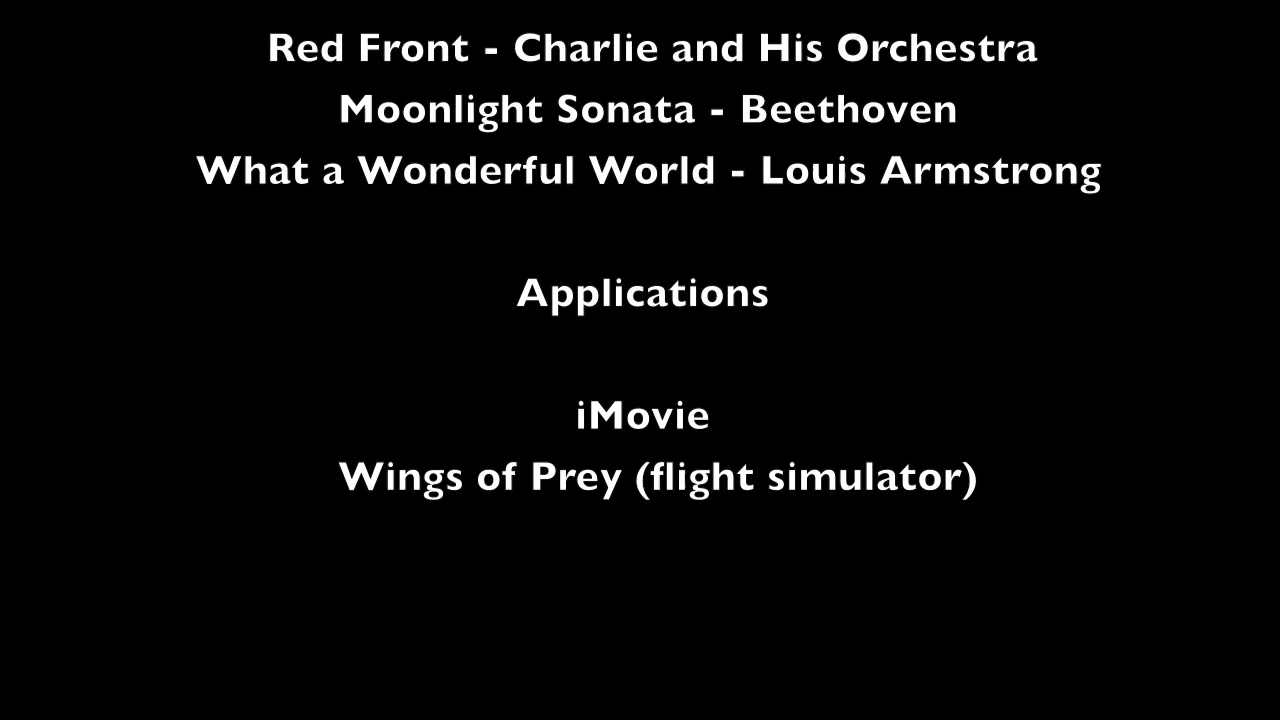 Red Front - Charlie and His Orchestra
Moonlight Sonata - Beethoven
What a Wonderful World - Louis Armstrong
Applications
iMovie
Wings of Prey (flight simulator)